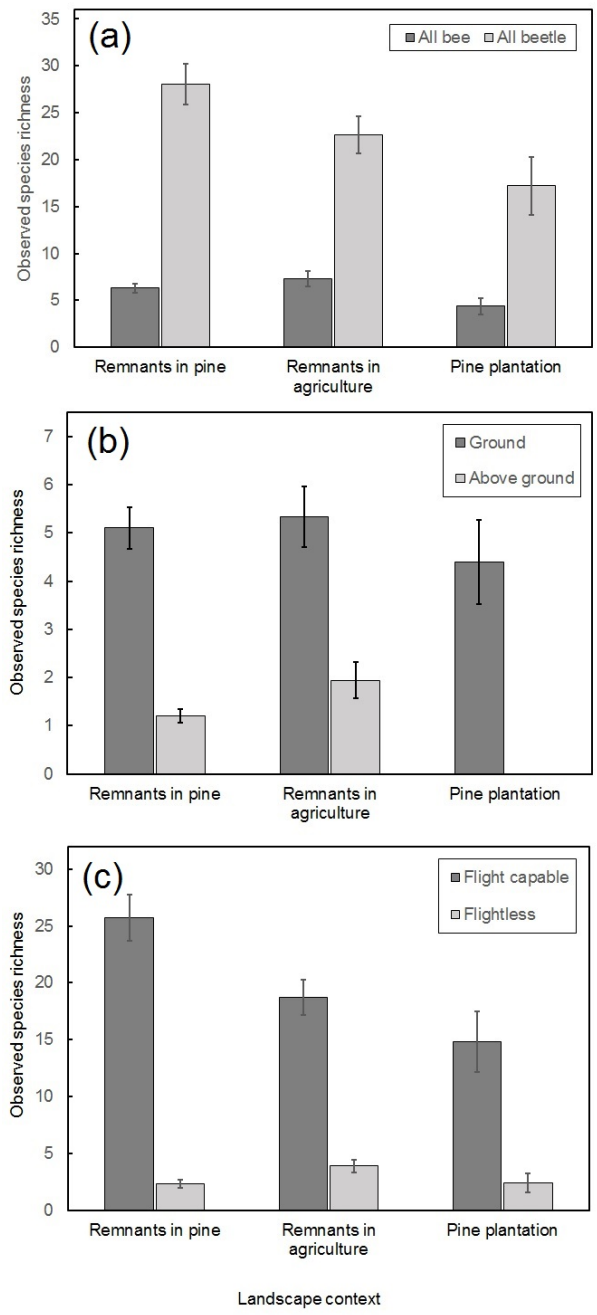 (a)
All bee All beetle
Observed species richness
35
30
25
20
15
10
5
0
Remnants in pine Remnants in Pine plantation
agriculture
(b)
Ground
Above ground
Observed species richness
7
6
5
4
3
2
1
0
Remnants in pine Remnants in Pine plantation
agriculture
(c)
Flight capable
Flightless
Observed species richness
30
25
20
15
10
5
0
Remnants in pine Remnants in Pine plantation
agriculture
Landscape context